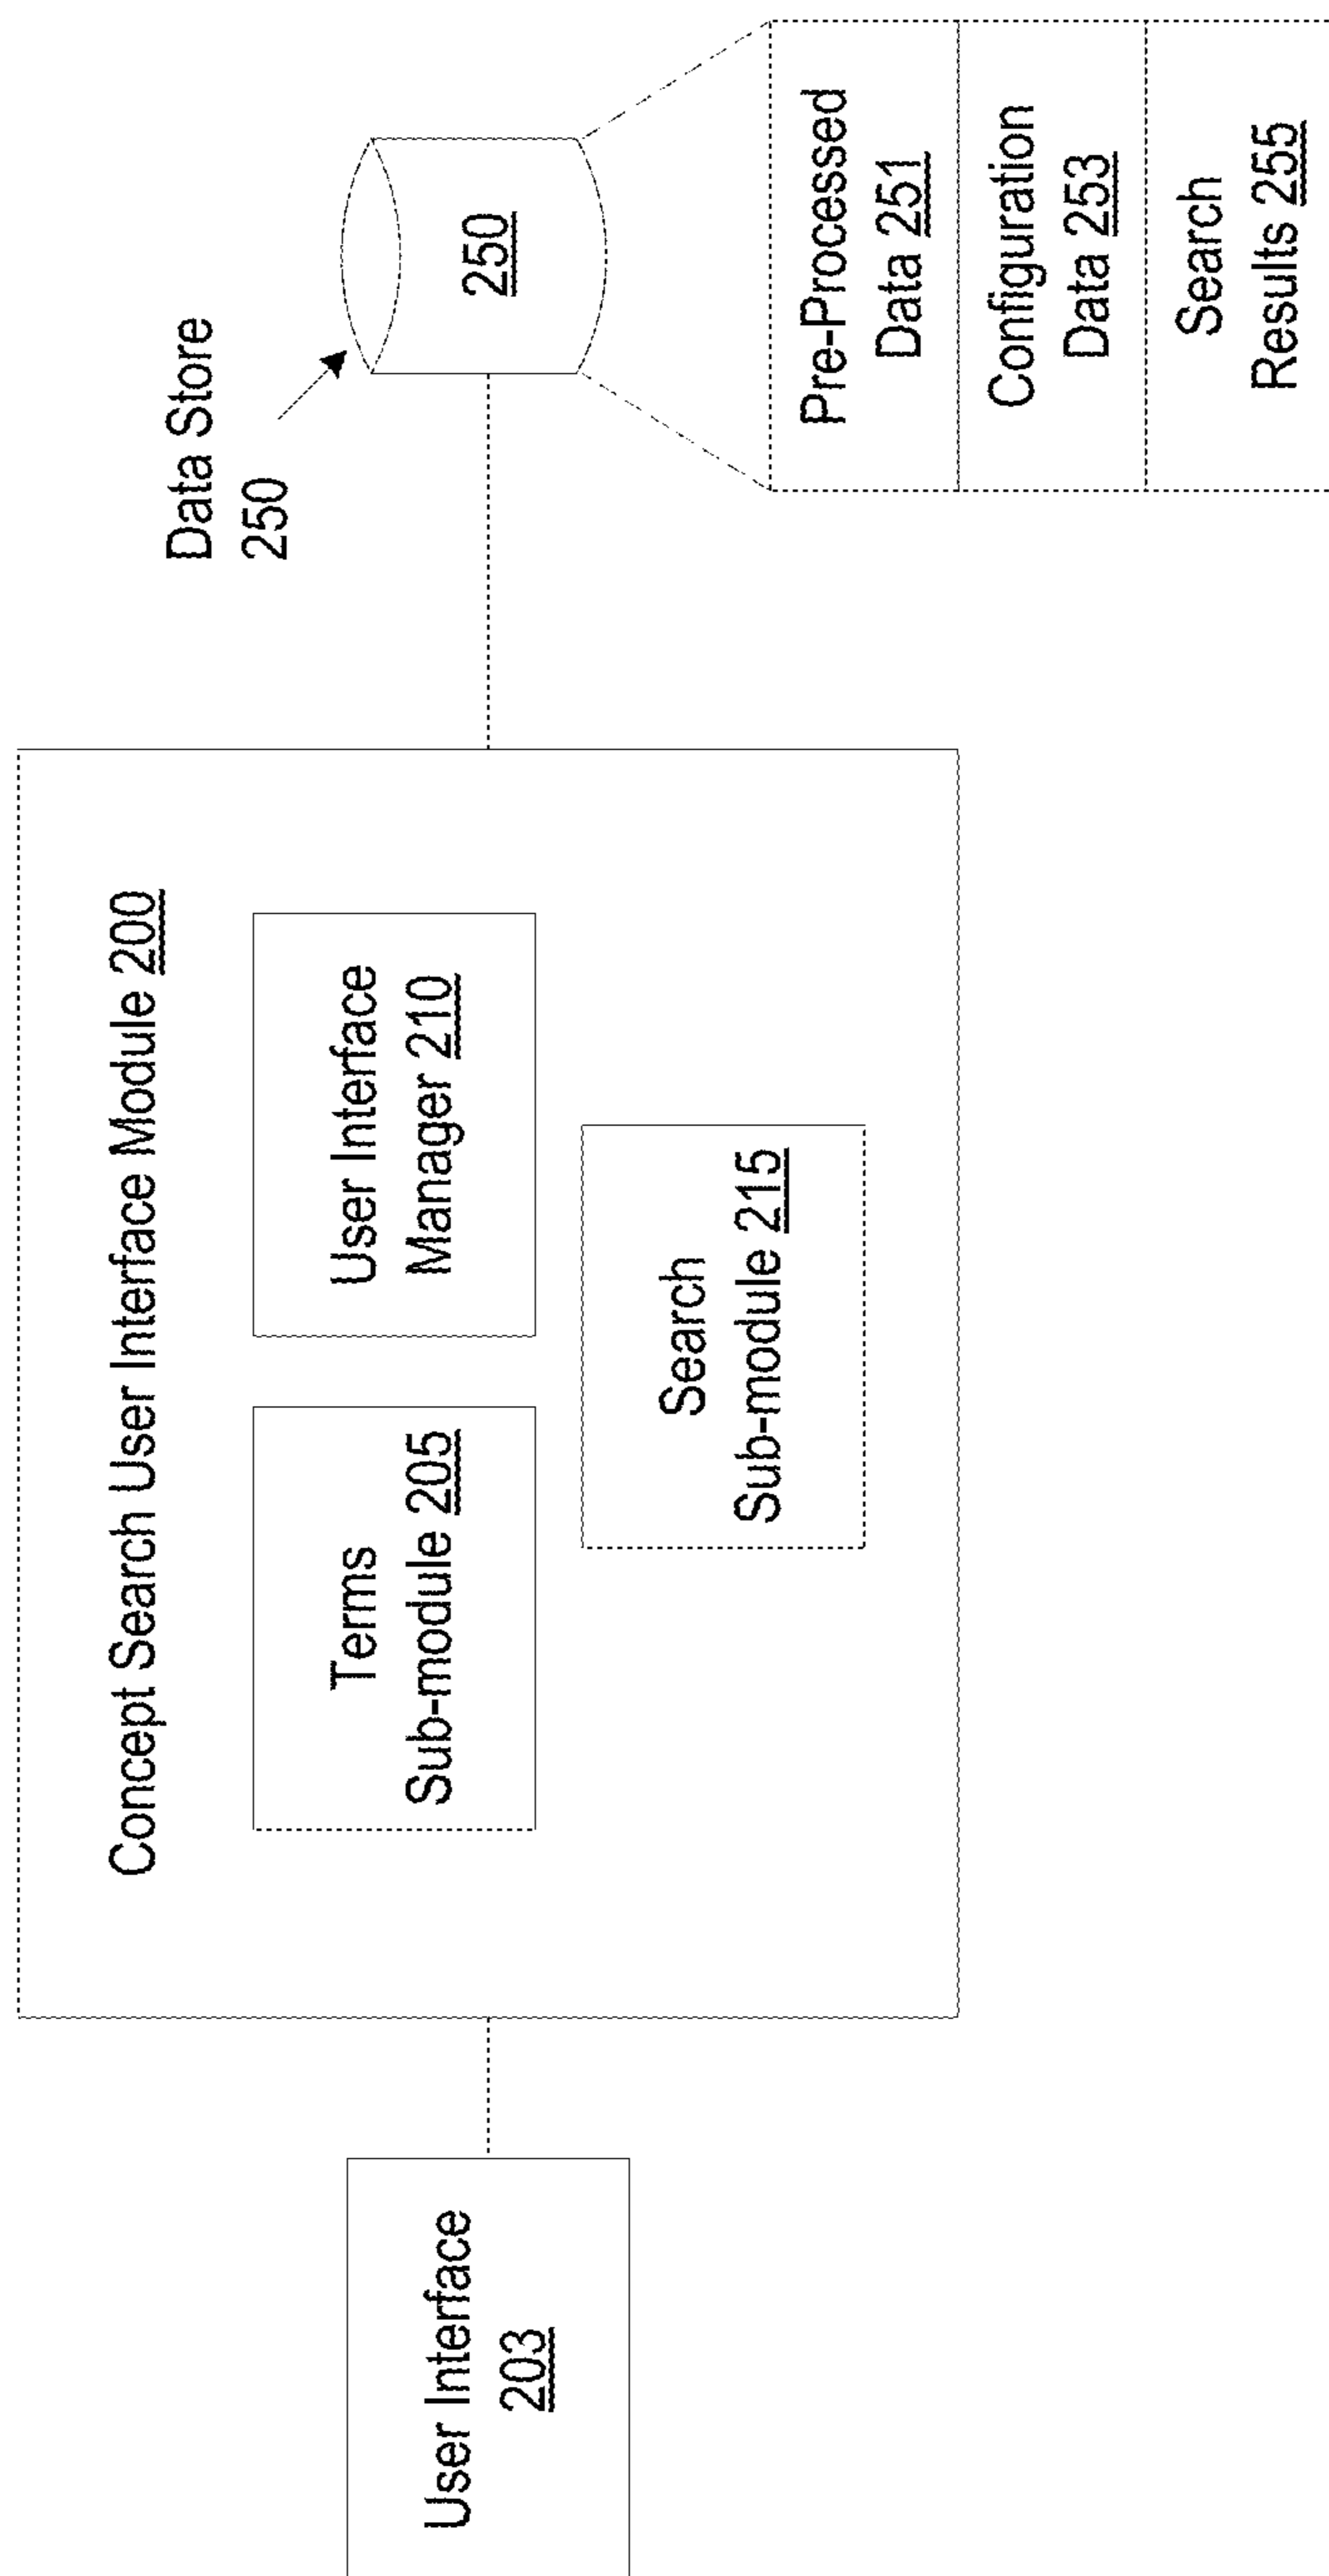 Concept Search User Interface Module 200
User Interface
203
Terms
Sub-module 205
User Interface
Manager 210
Search
Sub-module 215
Data Store
250
250
Pre-Processed
Data 251
Configuration
Data 253
Search
Results 255